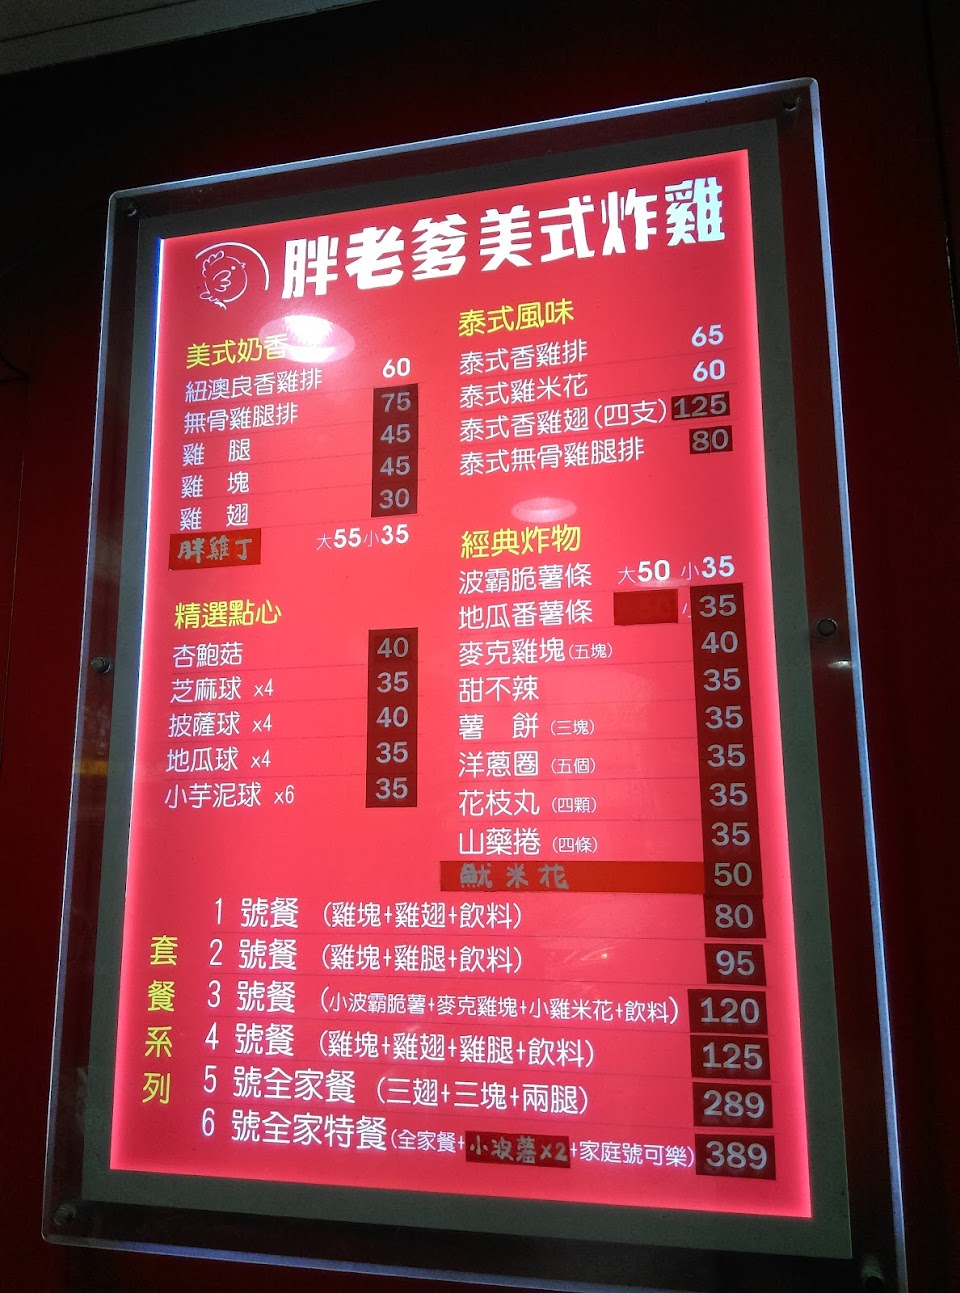 胖老爹美式炸雞
美式奶香
紐澳良香雞排 60
無骨雞腿排 75
雞 腿 45
雞 塊 45
雞 翅 30
胖雞丁 大55小35
精選點心
杏鮑菇 40
芝麻球 x4 35
披薩球 x4 40
地瓜球 x4 35
小芋泥球 x6 35
泰式風味
泰式香雞排 65
泰式雞米花 60
泰式香雞翅(四支) 125
泰式無骨雞腿排 80
經典炸物
波霸脆薯條 大50 小35
地瓜番薯條 小35
麥克雞塊(五塊) 40
甜不辣 35
薯 餅 (三塊) 35
洋蔥圈 (五個) 35
花枝丸 (四顆) 35
山藥捲 (四條) 35
魷米花 50
套餐系列
1 號餐 (雞塊+雞翅+飲料) 80
2 號餐 (雞塊+雞腿+飲料) 95
3 號餐 (小波霸脆薯+麥克雞塊+小雞米花+飲料) 120
4 號餐 (雞塊+雞翅+雞腿+飲料) 125
5 號全家餐 (三翅+三塊+兩腿) 289
6 號全家特餐(全家餐+小波薯x2+家庭號可樂) 389